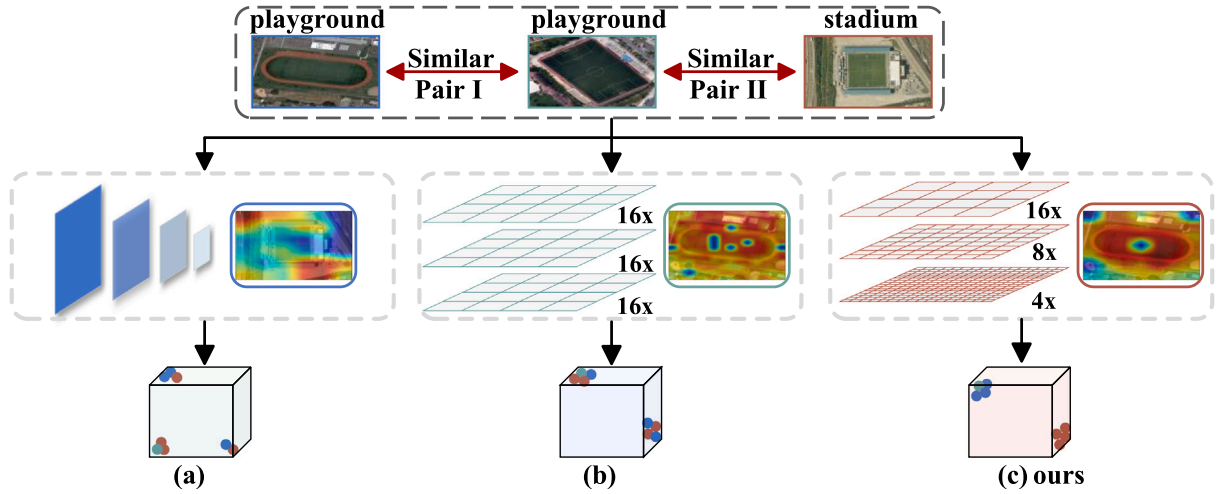 playground playground stadium
Similar Similar
Pair I Pair II
16x 16x
16x 8x
16x 4x
(a) (b) (c) ours